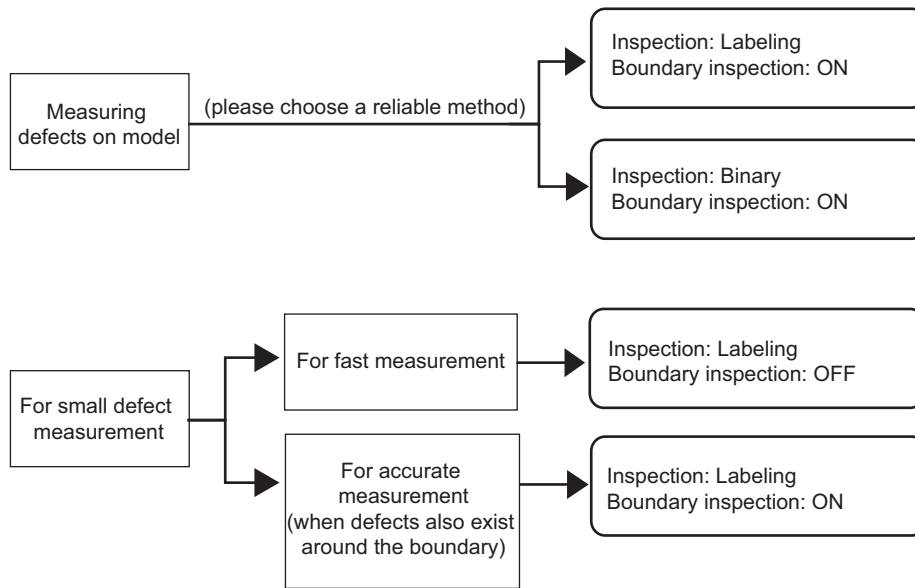 Measuring
defects on model
(please choose a reliable method)
Inspection: Labeling
Boundary inspection: ON
Inspection: Binary
Boundary inspection: ON
For small defect
measurement
For fast measurement
Inspection: Labeling
Boundary inspection: OFF
For accurate
measurement
(when defects also exist
around the boundary)
Inspection: Labeling
Boundary inspection: ON